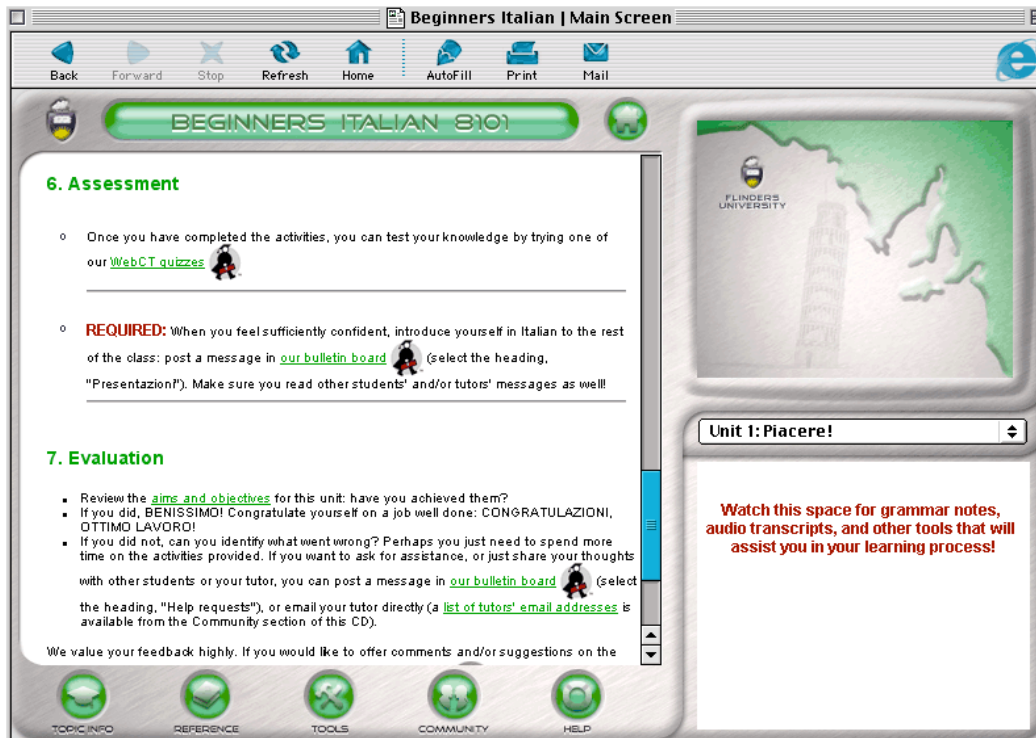 Beginners Italian | Main Screen
Back Forward Stop Refresh Home AutoFill Print Mail
BEGINNERS ITALIAN 8101
6. Assessment
Once you have completed the activities, you can test your knowledge by trying one of
our WebCT quizzes
REQUIRED: When you feel sufficiently confident, introduce yourself in Italian to the rest
of the class: post a message in our bulletin board (select the heading,
"Presentazioni"). Make sure you read other students' and/or tutors' messages as well!
7. Evaluation
Review the aims and objectives for this unit: have you achieved them?
If you did, BENISSIMO! Congratulate yourself on a job well done: CONGRATULAZIONI,
OTTIMO LAVORO!
If you did not, can you identify what went wrong? Perhaps you just need to spend more
time on the activities provided. If you want to ask for assistance, or just share your thoughts
with other students or your tutor, you can post a message in our bulletin board (select
the heading, "Help requests"), or email your tutor directly (a list of tutors' email addresses is
available from the Community section of this CD).
We value your feedback highly. If you would like to offer comments and/or suggestions on the
TOPIC INFO REFERENCE TOOLS COMMUNITY HELP
FLINDERS
UNIVERSITY
Unit 1: Piacere!
Watch this space for grammar notes,
audio transcripts, and other tools that will
assist you in your learning process!